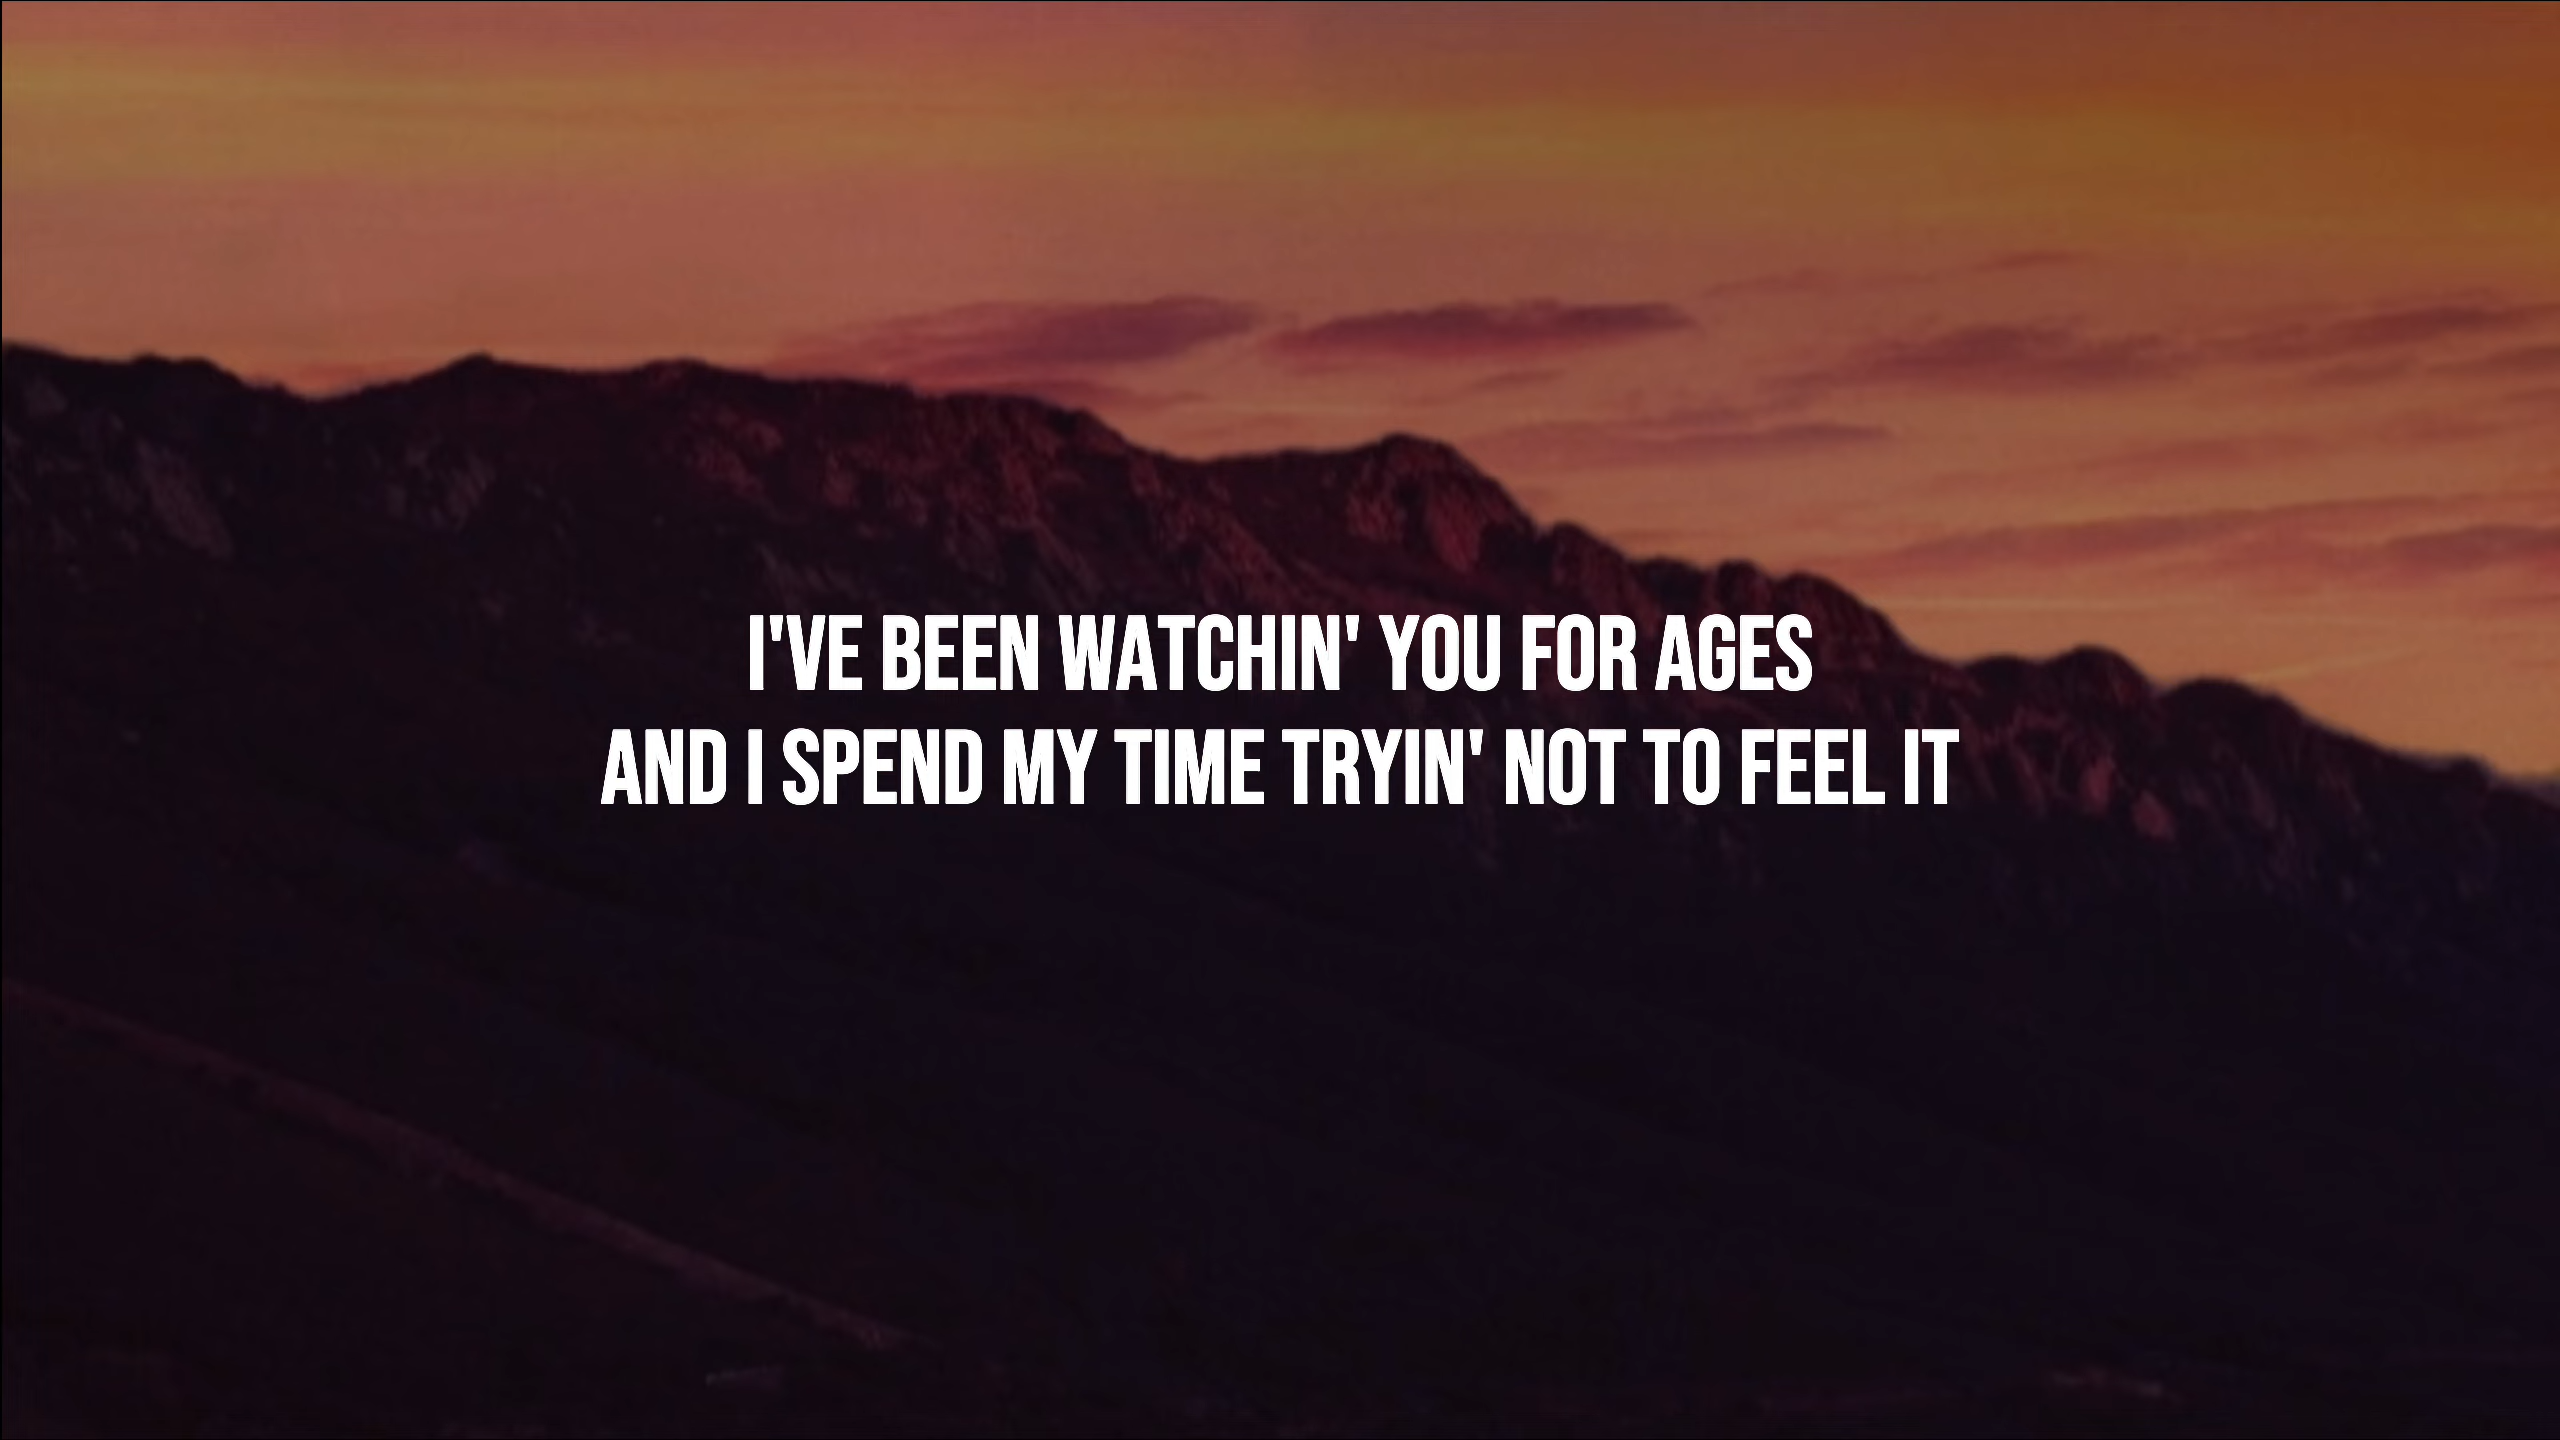 I'VE BEEN WATCHIN' YOU FOR AGES
AND I SPEND MY TIME TRYIN' NOT TO FEEL IT